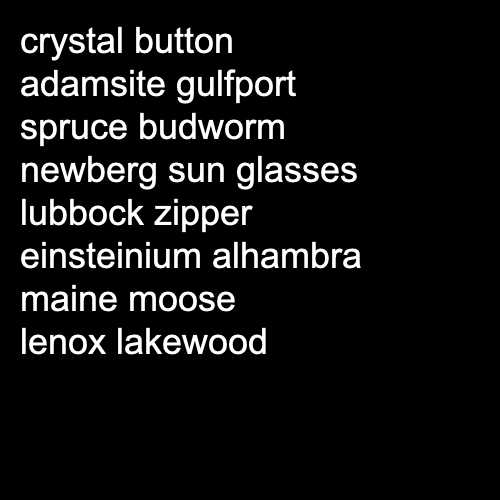 crystal button
adamsite gulfport
spruce budworm
newberg sun glasses
lubbock zipper
einsteinium alhambra
maine moose
lenox lakewood